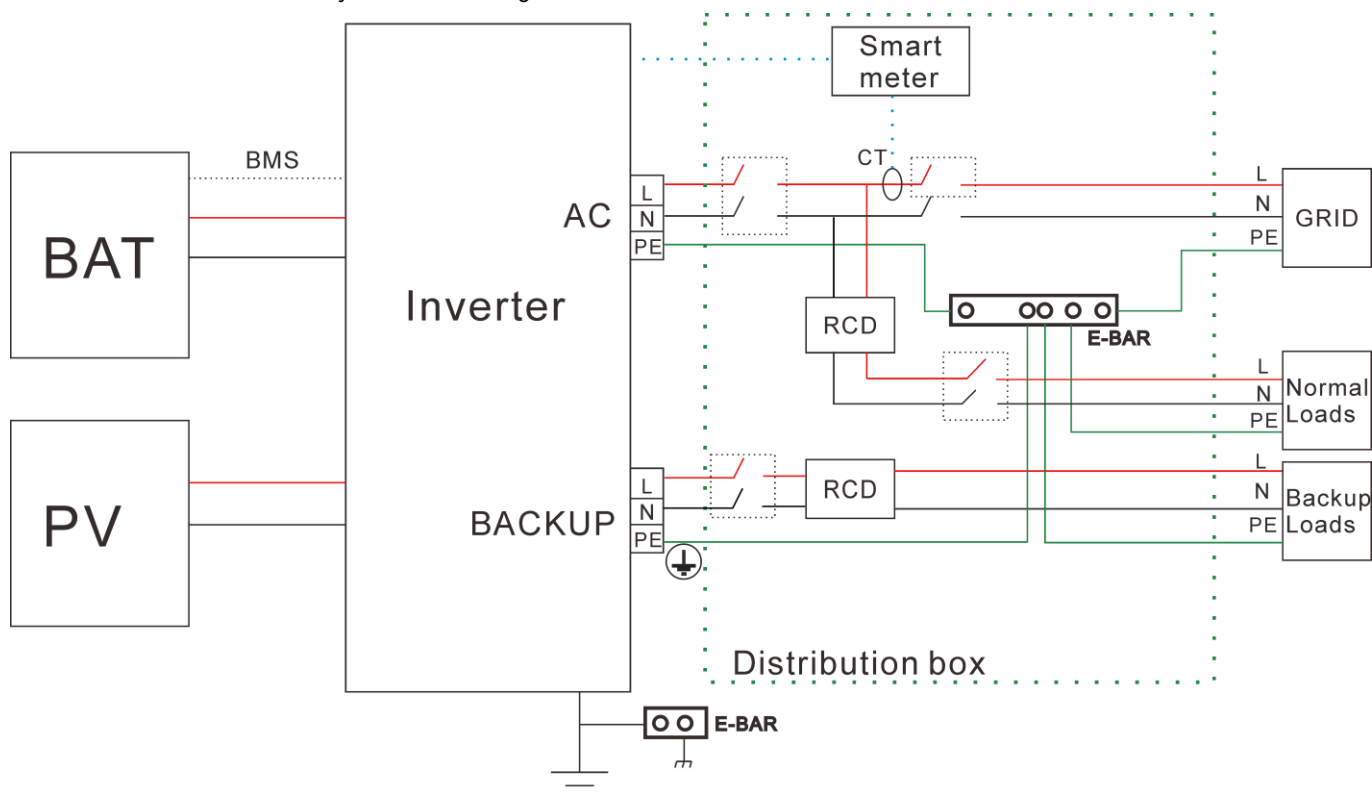 Smart
meter
BMS
CT
BAT
L
N
PE
AC
L
N
PE
GRID
Inverter
RCD
E-BAR
L
N
PE
Normal
Loads
PV
BACKUP
L
N
PE
RCD
L
N
PE
Backup
Loads
Distribution box
E-BAR